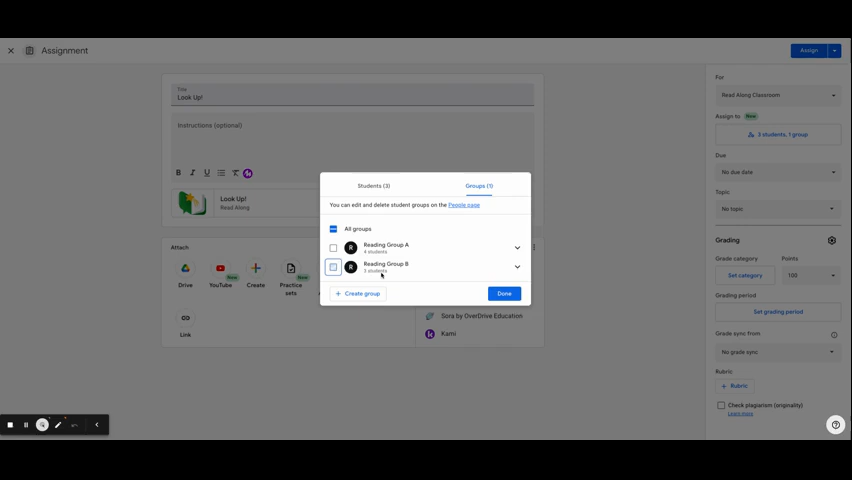 Assignment
Assign
Title
Look Up!
Instructions (optional)
B I U
Look Up!
Read Along
Attach
Drive
YouTube
New
Create
Practice
sets
New
Link
Sora by OverDrive Education
Kami
Students (3)
Groups (1)
You can edit and delete student groups on the People page
All groups
R
Reading Group A
4 students
R
Reading Group B
3 students
+ Create group
Done
For
Read Along Classroom
Assign to New
3 students, 1 group
Due
No due date
Topic
No topic
Grading
Grade category
Points
Set category
100
Grading period
Set grading period
Grade sync from
No grade sync
Rubric
+ Rubric
Check plagiarism (originality)
Learn more